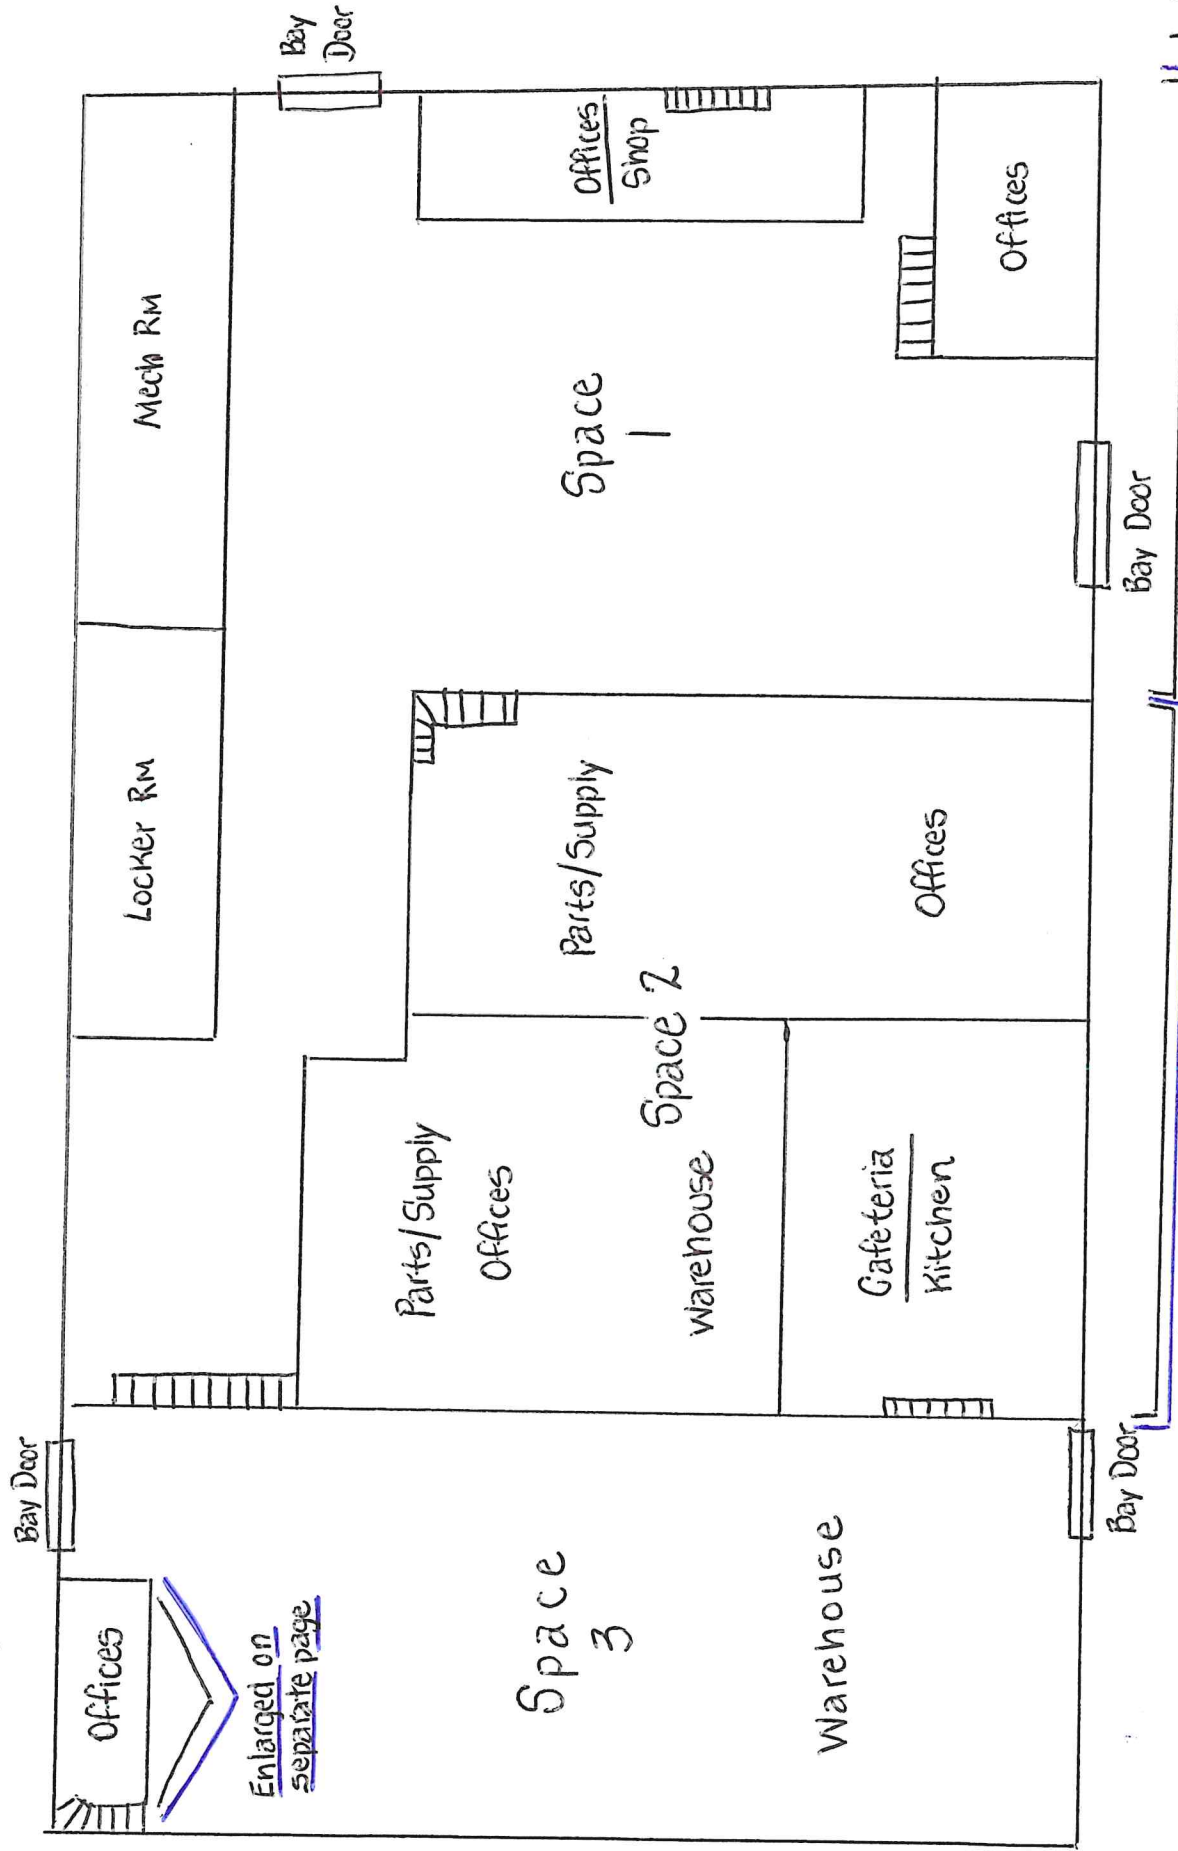 Bay Door
Offices
Enlarged on
separate page
Space
3
Warehouse
Bay Door
Locker RM
Mech RM
Parts/Supply
Offices
Warehouse
Space 2
Cafeteria
Kitchen
Parts/Supply
Offices
Space
1
Bay
Door
Offices
Shop
Offices
Bay Door